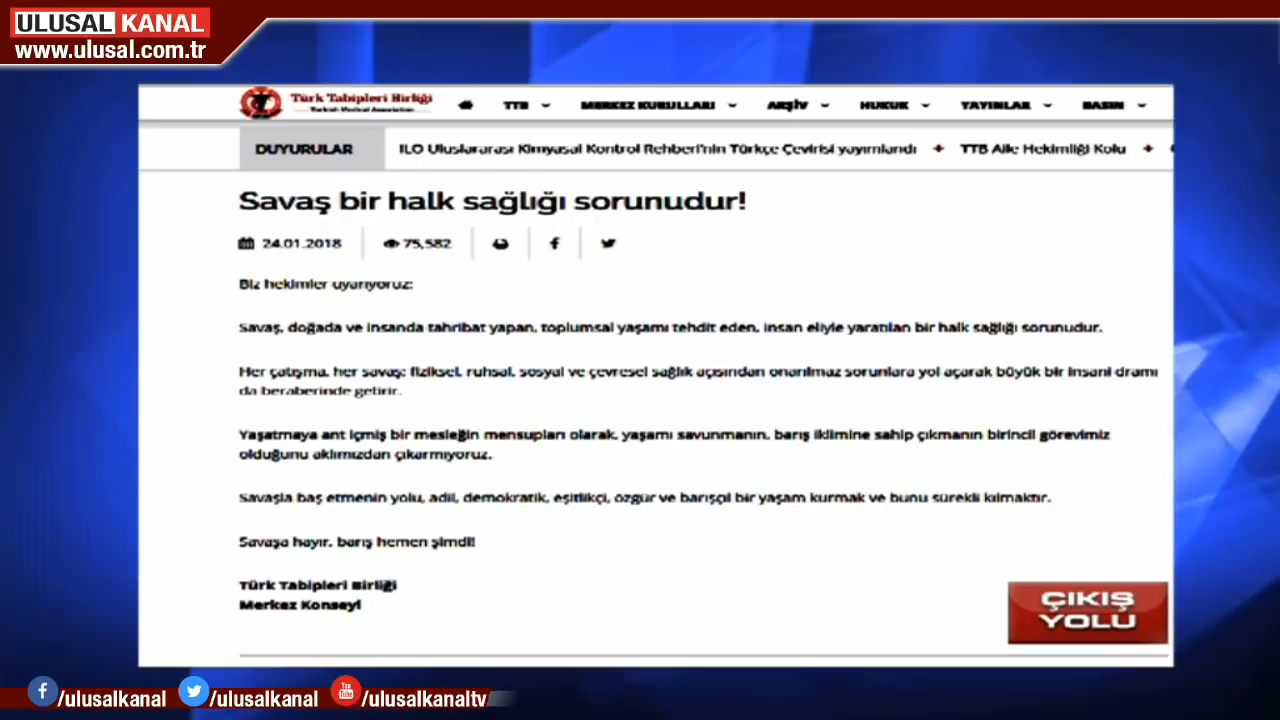 ULUSAL KANAL
www.ulusal.com.tr
Türk Tabipleri Birliği
Turkish Medical Association
TTB
MERKEZ KURULLARI
ARŞİV
HUKUK
YAYINLAR
BASIN
DUYURULAR
ILO Uluslararası Kimyasal Kontrol Rehberi'nin Türkçe Çevirisi yayımlandı + TTB Aile Hekimliği Kolu +
Savaş bir halk sağlığı sorunudur!
24.01.2018
75,582
Biz hekimler uyarıyoruz:
Savaş, doğada ve insanda tahribat yapan, toplumsal yaşamı tehdit eden, insan eliyle yaratılan bir halk sağlığı sorunudur.
Her çatışma, her savaş; fiziksel, ruhsal, sosyal ve çevresel sağlık açısından onarılmaz sorunlara yol açarak büyük bir insani dramı
da beraberinde getirir.
Yaşatmaya ant içmiş bir mesleğin mensupları olarak, yaşamı savunmanın, barış iklimine sahip çıkmanın birincil görevimiz
olduğunu aklımızdan çıkarmıyoruz.
Savaşla baş etmenin yolu, adil, demokratik, eşitlikçi, özgür ve barışçıl bir yaşam kurmak ve bunu sürekli kılmaktır.
Savaşa hayır, barış hemen şimdi!
Türk Tabipleri Birliği
Merkez Konseyi
ÇIKIŞ
YOLU
/ulusalkanal
/ulusalkanal
/ulusalkanaltv